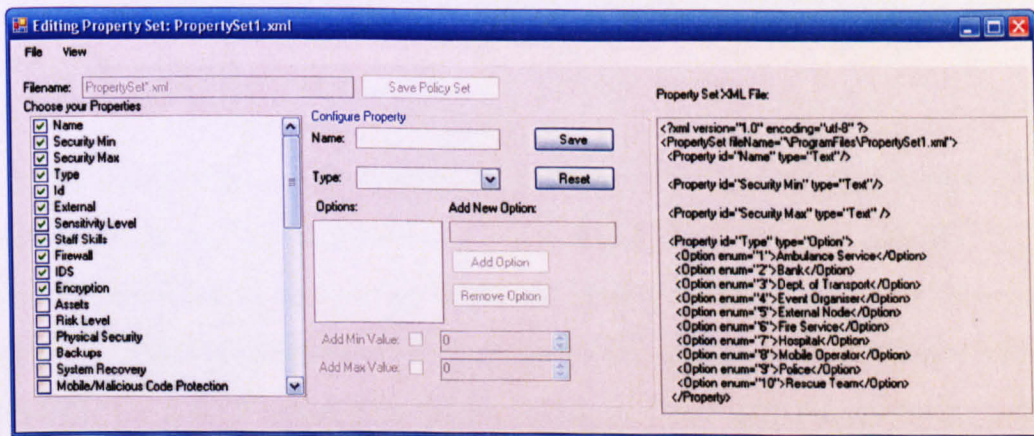 Editing Property Set: PropertySet1.xml
File View
Filename: PropertySet*.xml Save Policy Set
Choose your Properties
Name
Security Min
Security Max
Type
Id
External
Sensitivity Level
Staff Skills
Firewall
IDS
Encryption
Assets
Risk Level
Physical Security
Backups
System Recovery
Mobile/Malicious Code Protection
Configure Property
Name: Save
Type: Reset
Options: Add New Option:
Add Option
Remove Option
Add Min Value: 0
Add Max Value: 0
Property Set XML File:
<?xml version="1.0" encoding="utf-8" ?>
<PropertySet fileName="\ProgramFiles\PropertySet1.xml">
<Property id="Name" type="Text"/>
<Property id="Security Min" type="Text"/>
<Property id="Security Max" type="Text" />
<Property id="Type" type="Option">
<Option enum="1">Ambulance Service</Option>
<Option enum="2">Bank</Option>
<Option enum="3">Dept. of Transport</Option>
<Option enum="4">Event Organiser</Option>
<Option enum="5">External Node</Option>
<Option enum="6">Fire Service</Option>
<Option enum="7">Hospital</Option>
<Option enum="8">Mobile Operator</Option>
<Option enum="9">Police</Option>
<Option enum="10">Rescue Team</Option>
</Property>